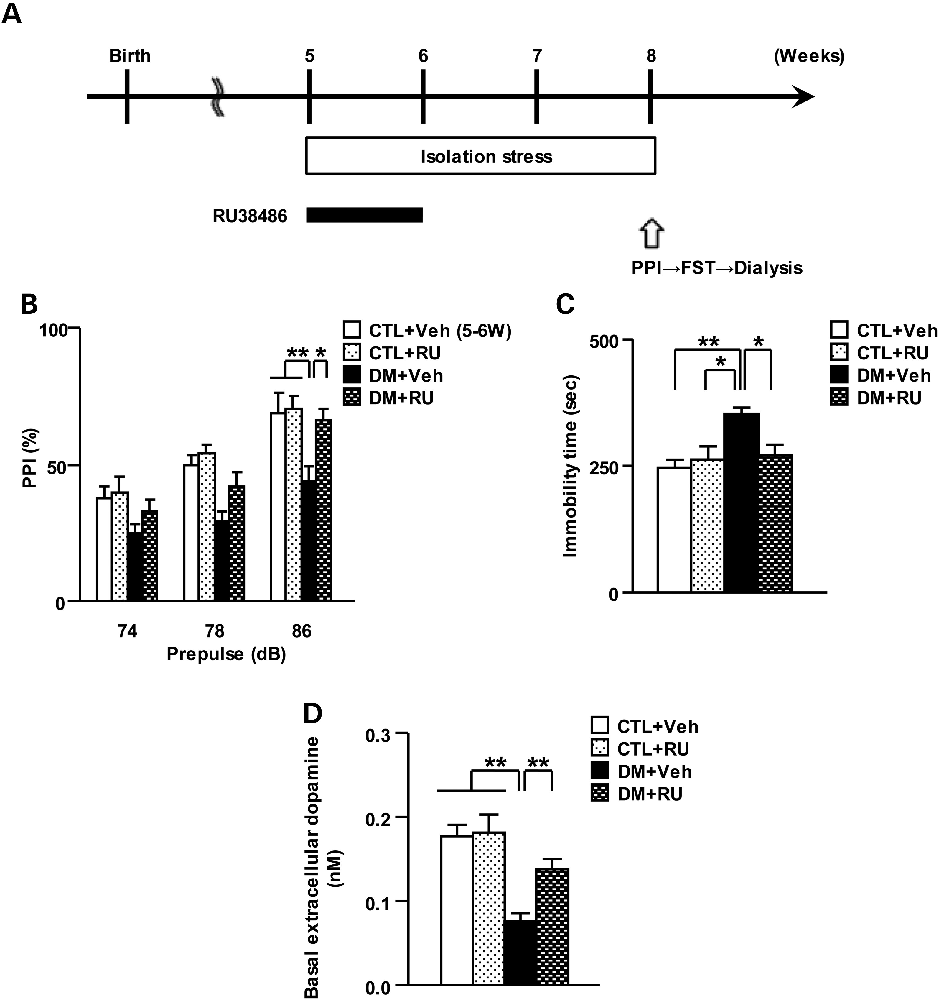 A
Birth 5 6 7 8 (Weeks)
Isolation stress
RU38486
PPI→FST→Dialysis
B
100
50
0
PPI (%)
** *
CTL+Veh (5-6W)
CTL+RU
DM+Veh
DM+RU
74 78 86
Prepulse (dB)
C
500
250
0
Immobility time (sec)
** *
*
CTL+Veh
CTL+RU
DM+Veh
DM+RU
D
0.3
0.2
0.1
0.0
Basal extracellular dopamine
(nM)
** **
CTL+Veh
CTL+RU
DM+Veh
DM+RU